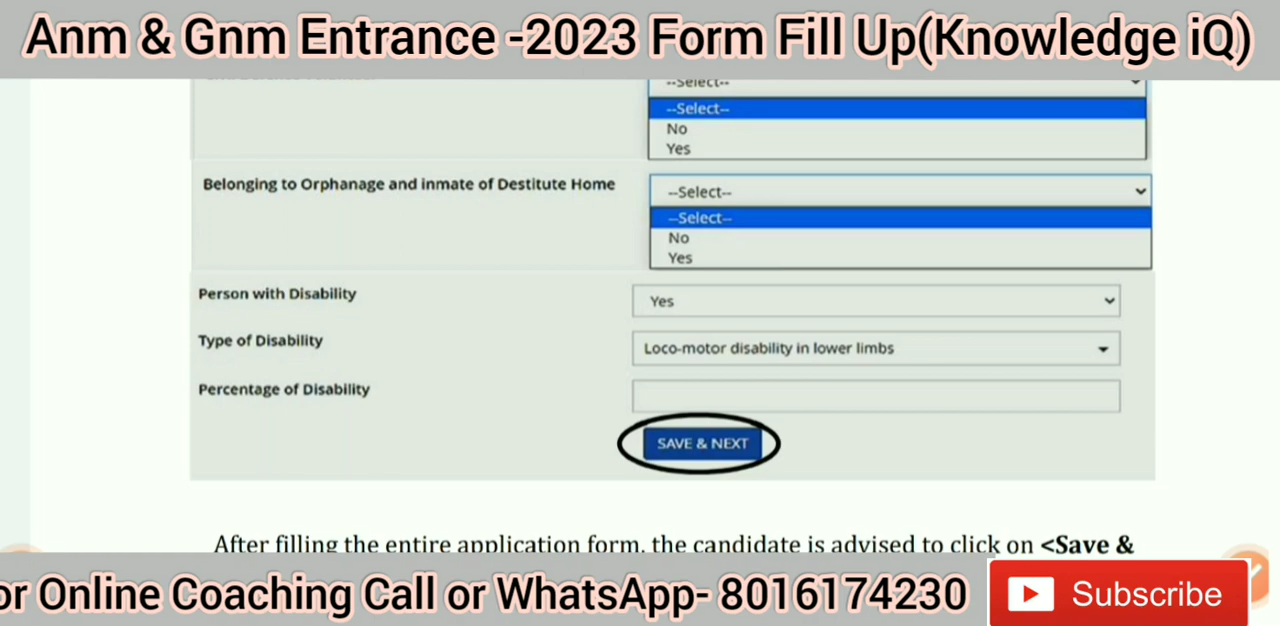 Anm & Gnm Entrance -2023 Form Fill Up(Knowledge iQ)
--Select--
--Select--
No
Yes
Belonging to Orphanage and inmate of Destitute Home
--Select--
--Select--
No
Yes
Person with Disability
Yes
Type of Disability
Loco-motor disability in lower limbs
Percentage of Disability
SAVE & NEXT
After filling the entire application form, the candidate is advised to click on <Save &
or Online Coaching Call or WhatsApp- 8016174230
Subscribe